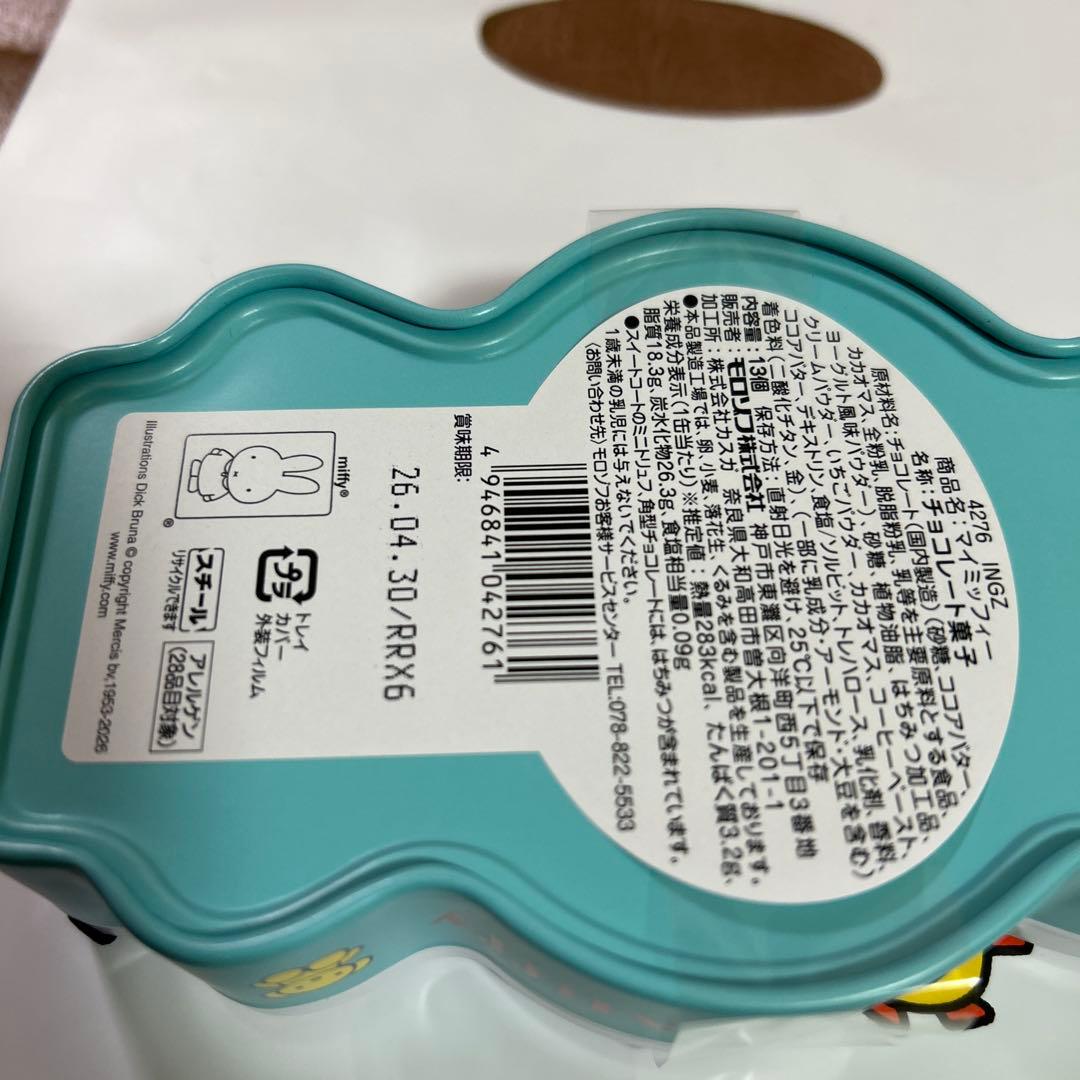 4276 INGZ
商品名：マイミッフィー
名称：チョコレート菓子
原材料名：チョコレート(国内製造)(砂糖、ココアバター、
カカオマス、全粉乳、脱脂粉乳、乳等を主要原料とする食品、
ヨーグルト風味パウダー)、砂糖、植物油脂、はちみつ加工品、
クリームパウダー、いちごパウダー、カカオマス、コーヒーペースト、
ココアバター、デキストリン、食塩/ソルビット、トレハロース、乳化剤、香料、
着色料(二酸化チタン、金)、(一部に乳成分・アーモンド・大豆を含む)
内容量：13個 保存方法：直射日光を避け、25℃以下で保存
販売者：モロゾフ株式会社 神戸市東灘区向洋町西5丁目3番地
加工所：株式会社カスガ 奈良県大和高田市曽大根1-201-1
●本品製造工場では、卵、小麦、落花生、くるみを含む製品を生産しております。
栄養成分表示(1缶当たり)※推定値：熱量283kcal、たんぱく質3.2g、
脂質18.3g、炭水化物26.3g、食塩相当量0.09g
●スイートコートのミニトリュフ、角型チョコレートには、はちみつが含まれています。
1歳未満の乳児には与えないでください。
〈お問い合わせ先〉モロゾフお客様サービスセンター TEL:078-822-5533
4 946841 042761
賞味期限:
26.04.30/RRX6
miffy®
®
プラ
トレイ
カバー
外装フィルム
スチール
リサイクルできます
アレルゲン
(28品目対象)
Illustrations Dick Bruna © copyright Mercis bv,1953-2026
www.miffy.com